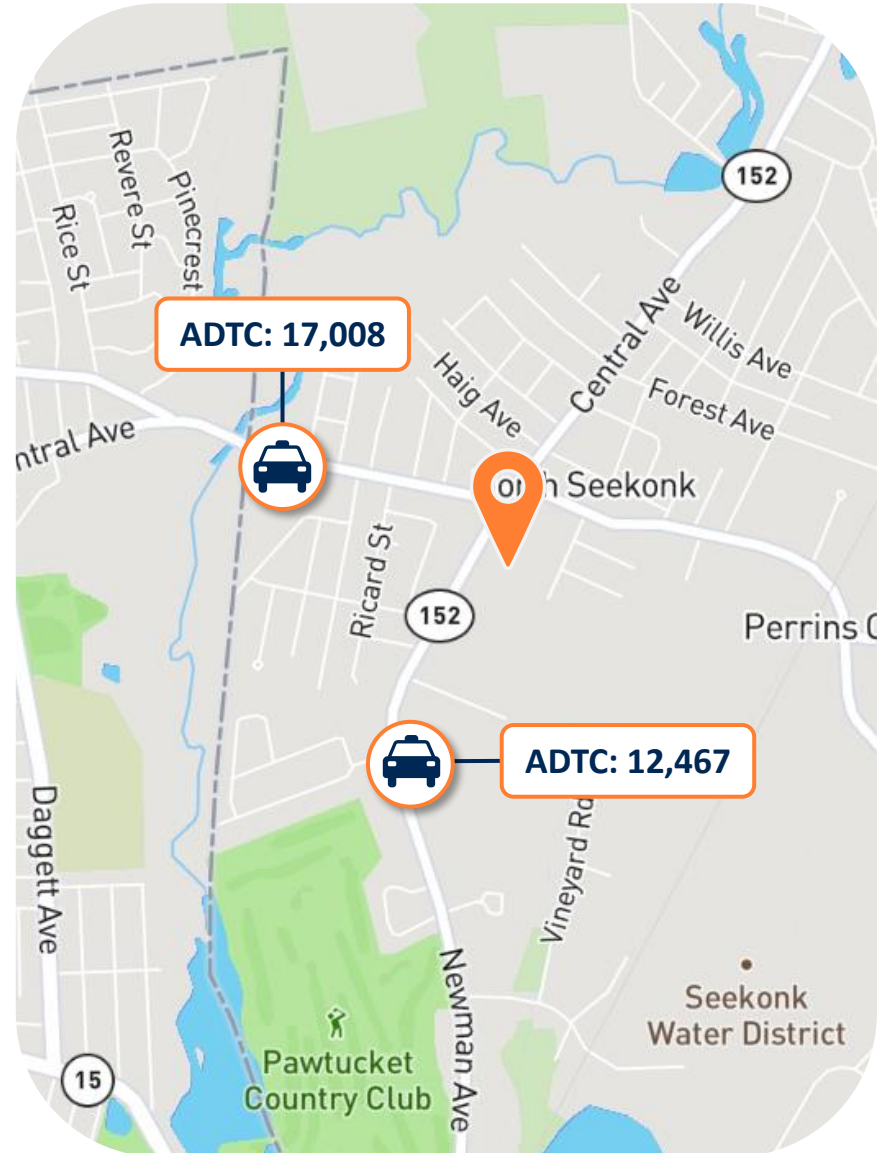 Revere St
Pinecrest
Rice St
152
ADTC: 17,008
Central Ave
Willis Ave
Haig Ave
Forest Ave
ntral Ave
orth Seekonk
Ricard St
152
Perrins C
ADTC: 12,467
Daggett Ave
Vineyard Rd
Newman Ave
Seekonk
Water District
Pawtucket
Country Club
15